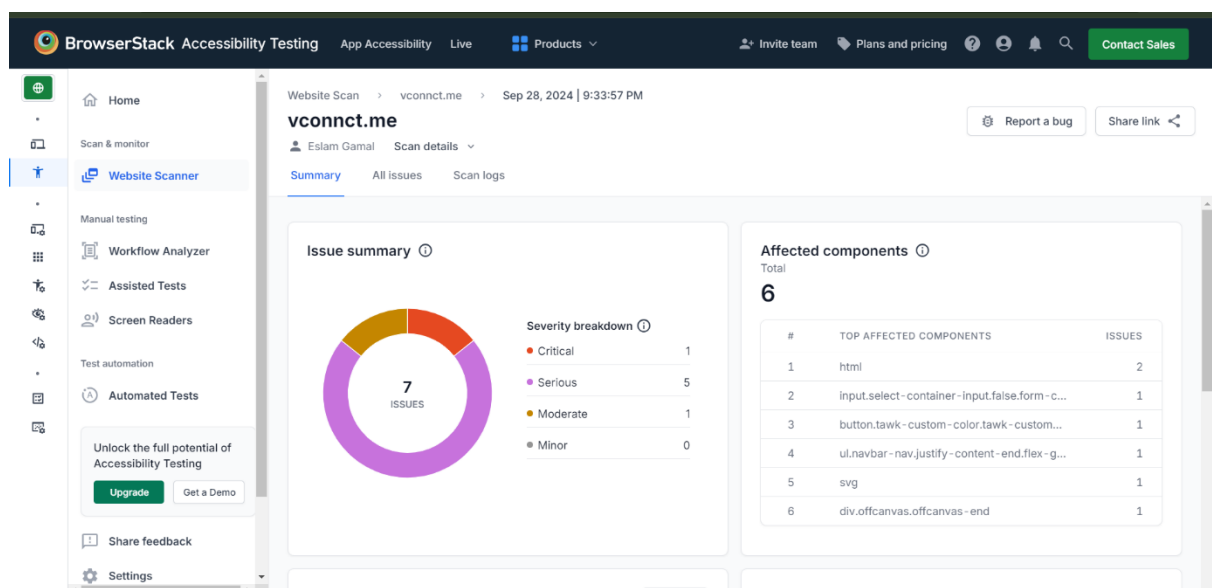 BrowserStack Accessibility Testing App Accessibility Live Products Invite team Plans and pricing Contact Sales
Home
Scan & monitor
Website Scanner
Manual testing
Workflow Analyzer
Assisted Tests
Screen Readers
Test automation
Automated Tests
Unlock the full potential of
Accessibility Testing
Upgrade Get a Demo
Share feedback
Settings
Website Scan > vconnct.me > Sep 28, 2024 | 9:33:57 PM
vconnct.me
Report a bug Share link
Eslam Gamal Scan details
Summary All issues Scan logs
Issue summary
7
ISSUES
Severity breakdown
Critical 1
Serious 5
Moderate 1
Minor 0
Affected components
Total
6
# TOP AFFECTED COMPONENTS ISSUES
1 html 2
2 input.select-container-input.false.form-c... 1
3 button.tawk-custom-color.tawk-custom... 1
4 ul.navbar-nav.justify-content-end.flex-g... 1
5 svg 1
6 div.offcanvas.offcanvas-end 1